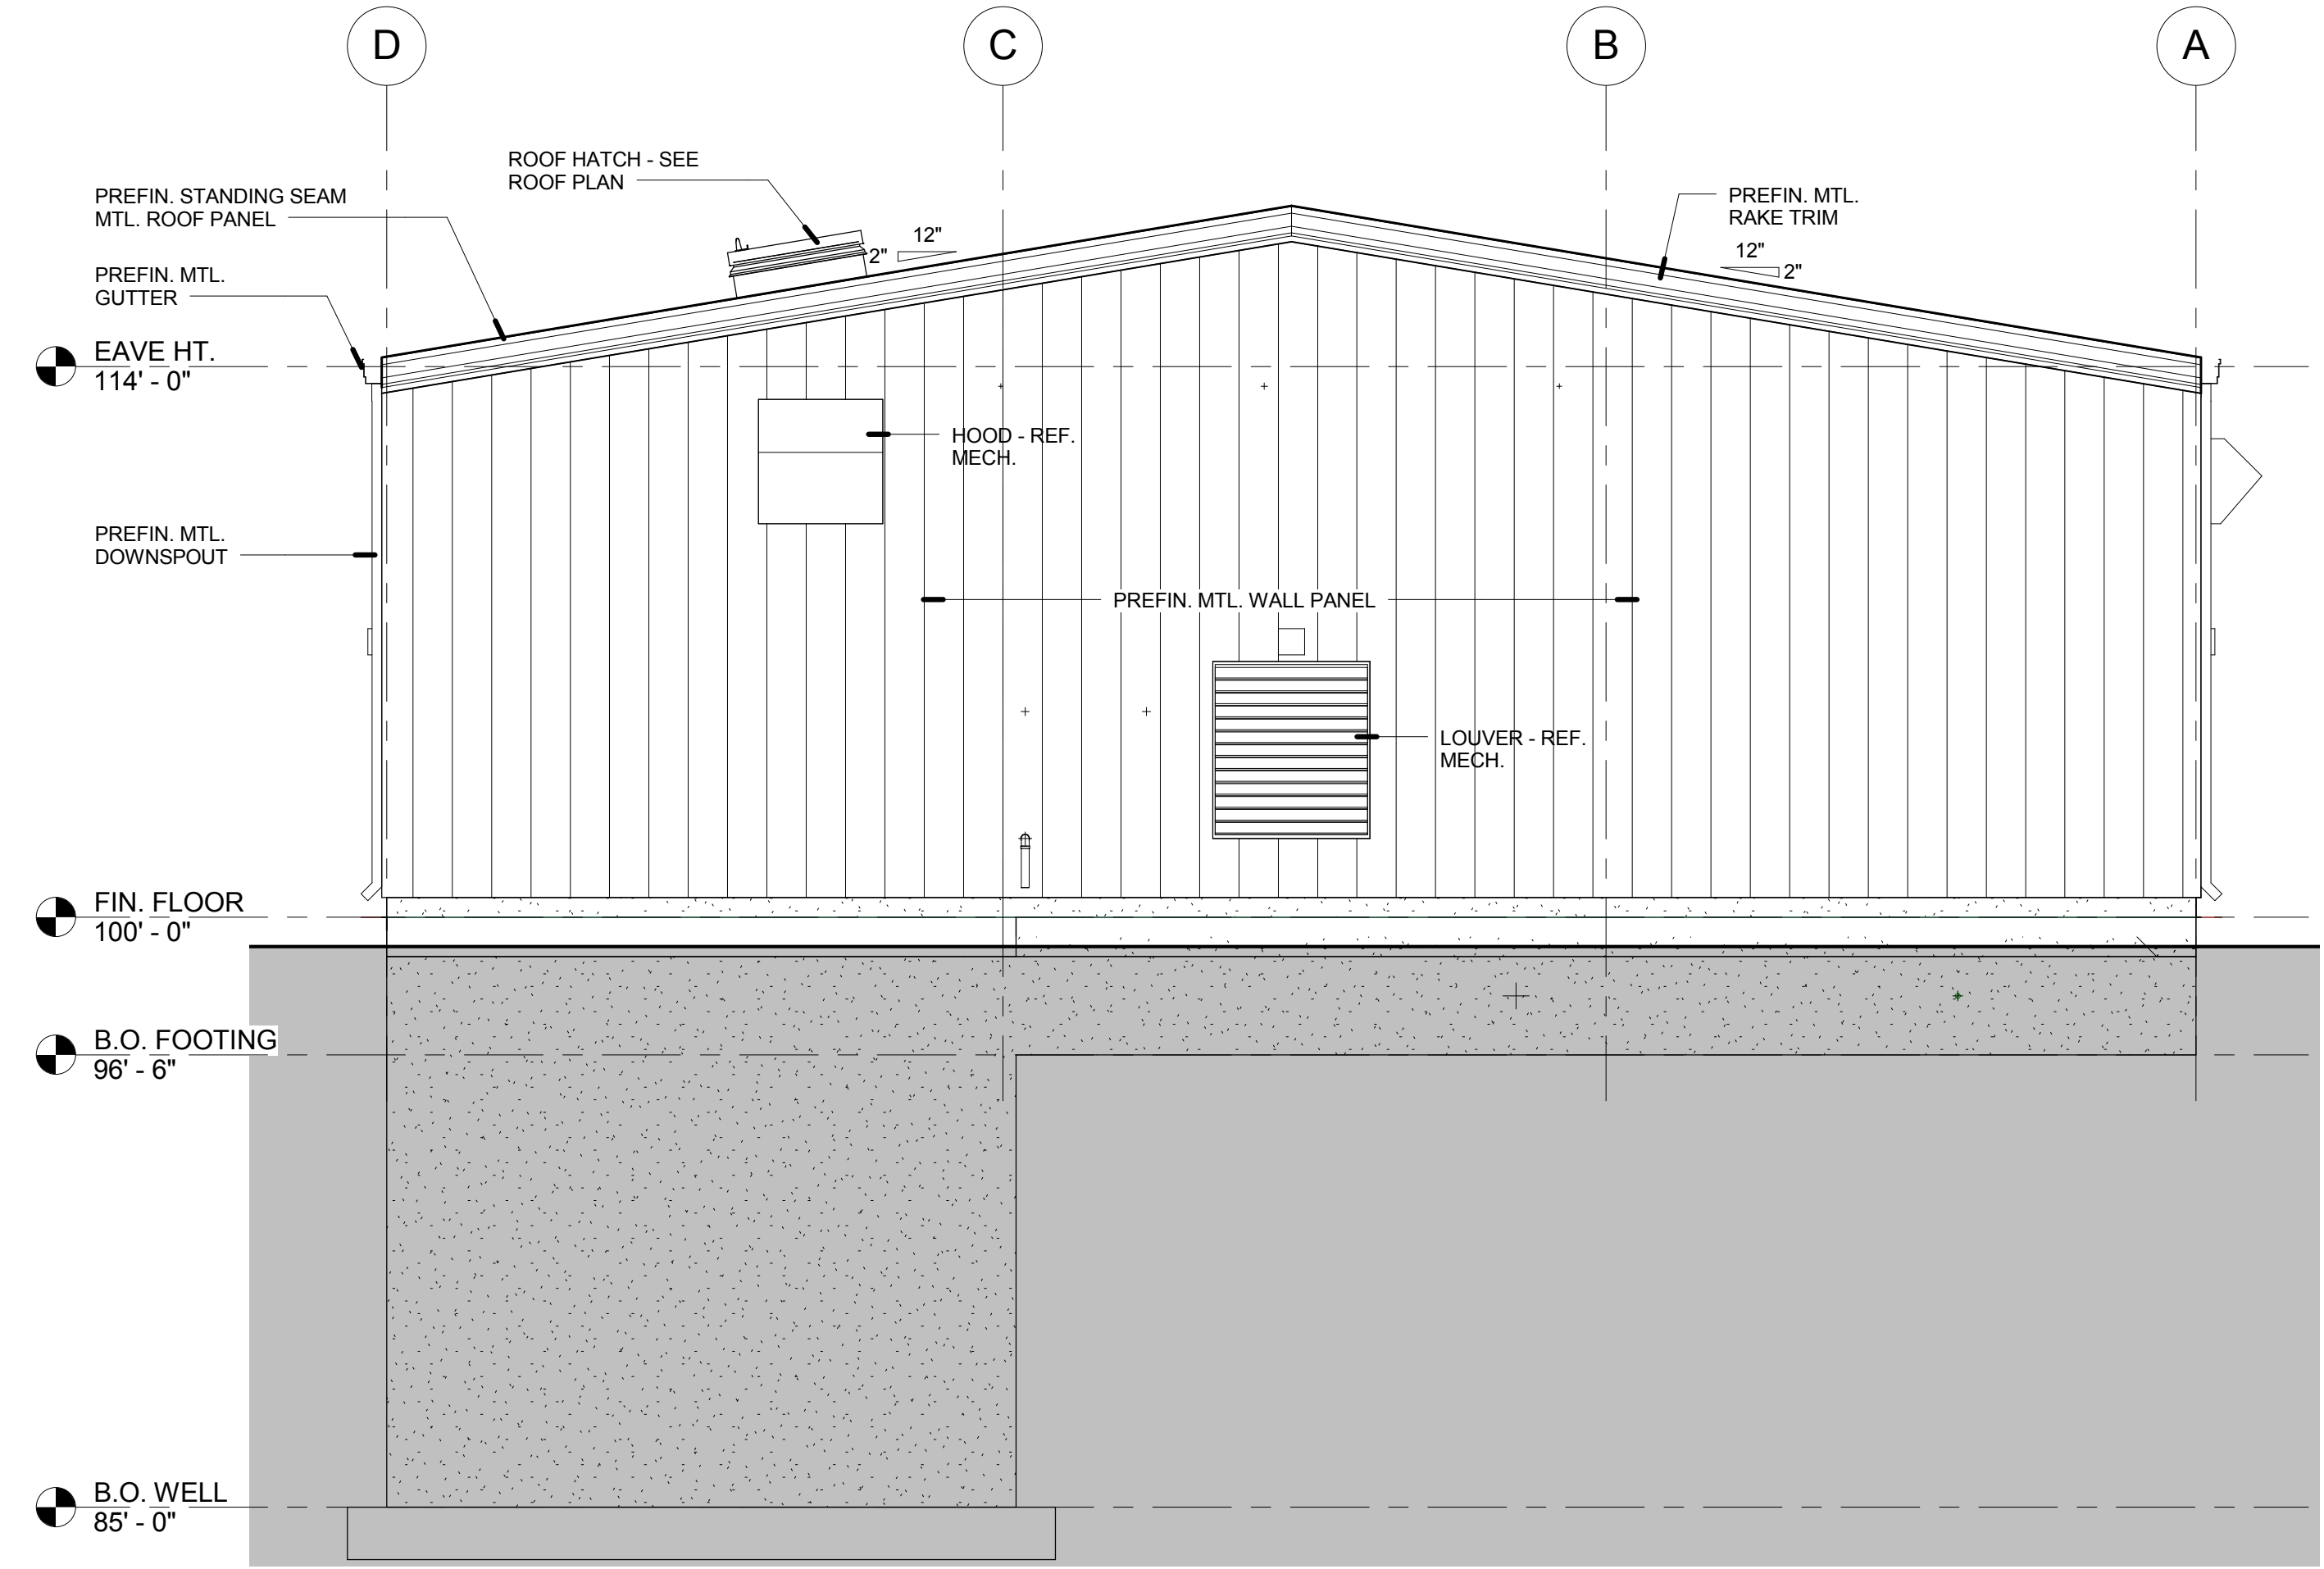 D
C
B
A
ROOF HATCH - SEE
ROOF PLAN
PREFIN. STANDING SEAM
MTL. ROOF PANEL
PREFIN. MTL.
RAKE TRIM
12"
2"
12"
2"
PREFIN. MTL.
GUTTER
EAVE HT.
114' - 0"
HOOD - REF.
MECH.
PREFIN. MTL.
DOWNSPOUT
PREFIN. MTL. WALL PANEL
LOUVER - REF.
MECH.
FIN. FLOOR
100' - 0"
B.O. FOOTING
96' - 6"
B.O. WELL
85' - 0"